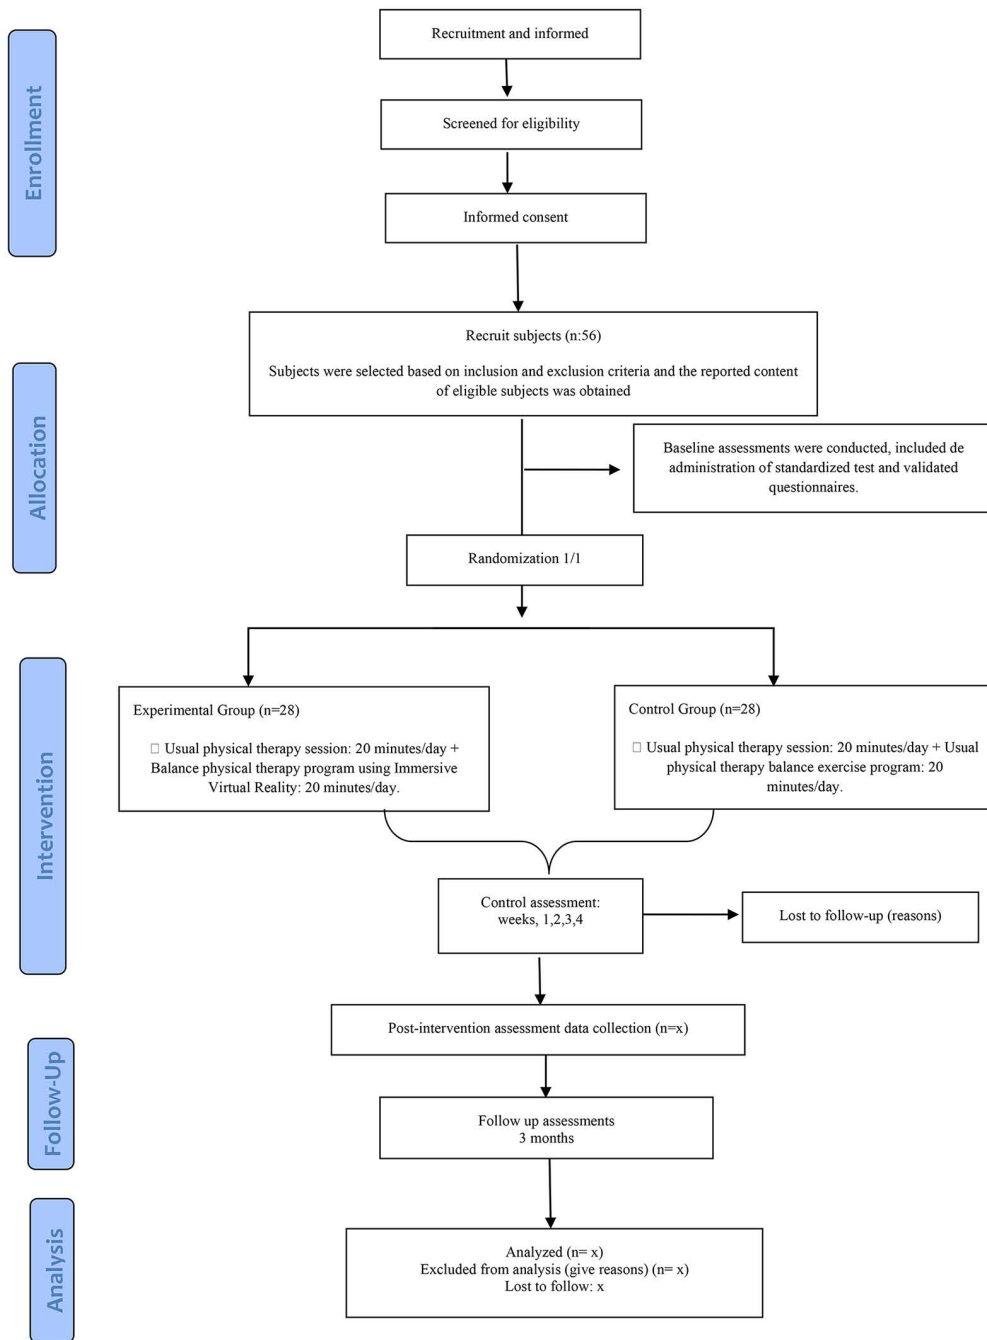 Enrollment
Recruitment and informed
Screened for eligibility
Informed consent
Allocation
Recruit subjects (n:56)
Subjects were selected based on inclusion and exclusion criteria and the reported content
of eligible subjects was obtained
Baseline assessments were conducted, included de
administration of standardized test and validated
questionnaires.
Randomization 1/1
Intervention
Experimental Group (n=28)
□ Usual physical therapy session: 20 minutes/day +
Balance physical therapy program using Immersive
Virtual Reality: 20 minutes/day.
Control Group (n=28)
□ Usual physical therapy session: 20 minutes/day + Usual
physical therapy balance exercise program: 20
minutes/day.
Control assessment:
weeks, 1,2,3,4
Lost to follow-up (reasons)
Post-intervention assessment data collection (n=x)
Follow-Up
Follow up assessments
3 months
Analysis
Analyzed (n= x)
Excluded from analysis (give reasons) (n= x)
Lost to follow: x